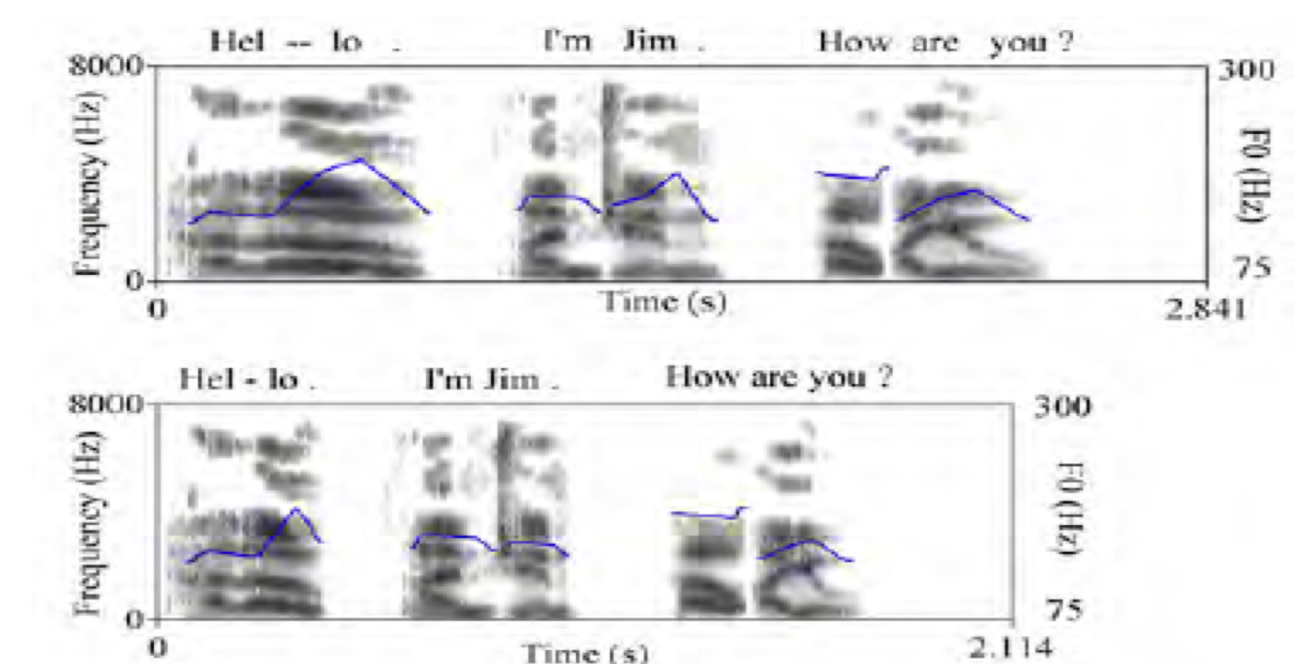 Hel -- lo . I'm Jim . How are you ?
8000 300
Frequency (Hz) F0 (Hz)
0 75
0 Time (s) 2.841
Hel - lo . I'm Jim . How are you ?
8000 300
Frequency (Hz) F0 (Hz)
0 75
0 Time (s) 2.114